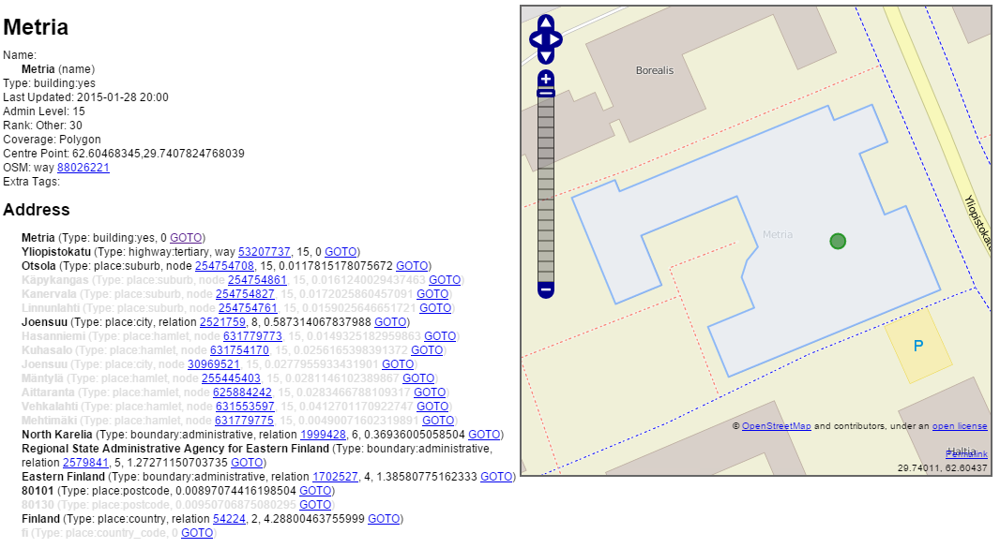 Metria
Name:
Metria (name)
Type: building:yes
Last Updated: 2015-01-28 20:00
Admin Level: 15
Rank: Other: 30
Coverage: Polygon
Centre Point: 62.60468345,29.7407824768039
OSM: way 88026221
Extra Tags:
Address
Metria (Type: building:yes, 0 GOTO)
Yliopistokatu (Type: highway:tertiary, way 53207737, 15, 0 GOTO)
Otsola (Type: place:suburb, node 254754708, 15, 0.0117815178075672 GOTO)
Käpykangas (Type: place:suburb, node 254754861, 15, 0.0161240029437463 GOTO)
Kanervala (Type: place:suburb, node 254754827, 15, 0.0172025860457091 GOTO)
Linnunlahti (Type: place:suburb, node 254754761, 15, 0.0159025646651721 GOTO)
Joensuu (Type: place:city, relation 2521759, 8, 0.587314067837988 GOTO)
Hasanniemi (Type: place:hamlet, node 631779773, 15, 0.0149325182959863 GOTO)
Kuhasalo (Type: place:hamlet, node 631754170, 15, 0.0256165398391372 GOTO)
Joensuu (Type: place:city, node 30969521, 15, 0.0277955933431901 GOTO)
Mäntylä (Type: place:hamlet, node 255445403, 15, 0.0281146102389867 GOTO)
Aittaranta (Type: place:hamlet, node 625884242, 15, 0.0283466788109317 GOTO)
Vehkalahti (Type: place:hamlet, node 631553597, 15, 0.0412701170922747 GOTO)
Mehtimäki (Type: place:hamlet, node 631779775, 15, 0.00490071602319891 GOTO)
North Karelia (Type: boundary:administrative, relation 1999428, 6, 0.36936005058504 GOTO)
Regional State Administrative Agency for Eastern Finland (Type: boundary:administrative,
relation 2579841, 5, 1.27271150703735 GOTO)
Eastern Finland (Type: boundary:administrative, relation 1702527, 4, 1.38580775162333 GOTO)
80101 (Type: place:postcode, 0.00897074416198504 GOTO)
80130 (Type: place:postcode, 0.00950706875080295 GOTO)
Finland (Type: place:country, relation 54224, 2, 4.28800463755999 GOTO)
fi (Type: place:country_code, 0 GOTO)
Borealis
Metria
P
© OpenStreetMap and contributors, under an open license
Haltia
Permalink
29.74011, 62.60437